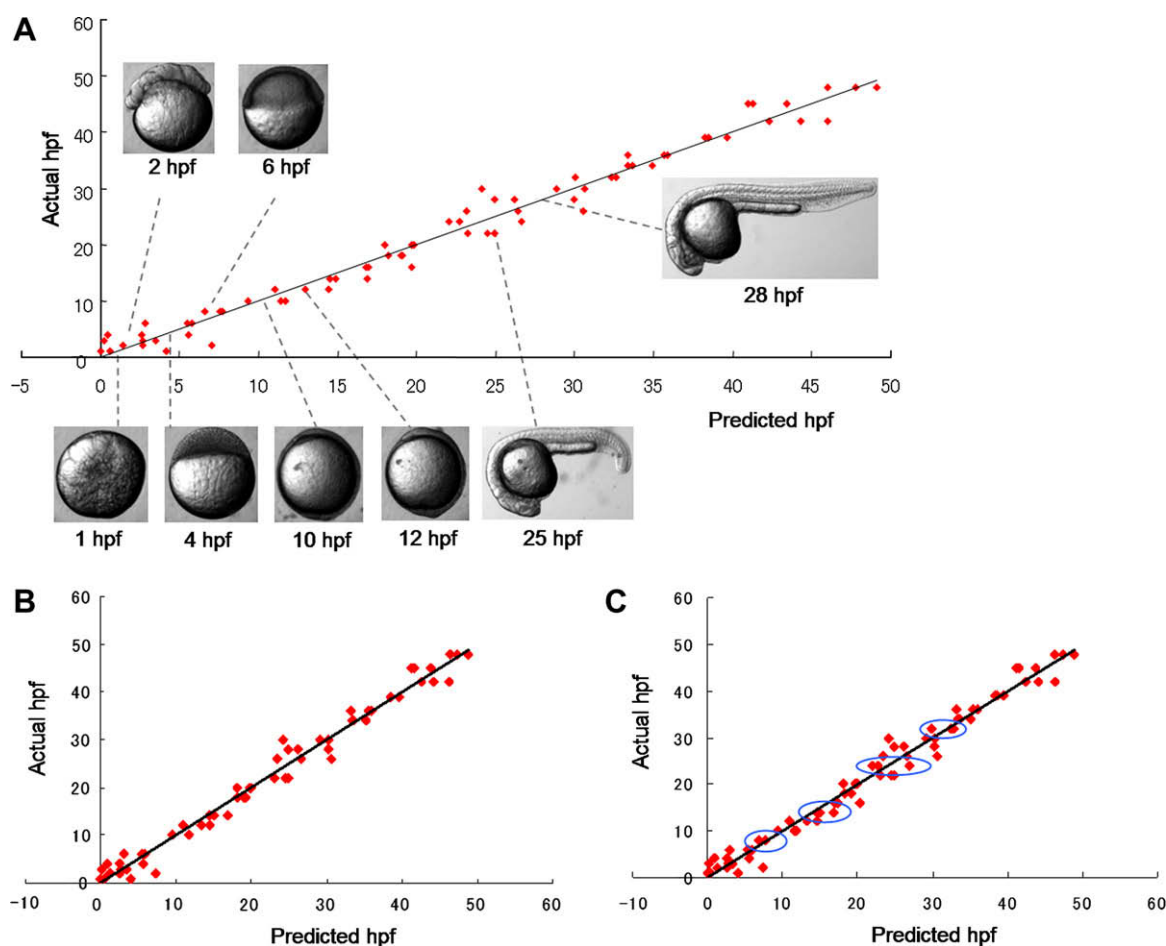 A
Actual hpf
60
50
40
30
20
10
0
-5 0 5 10 15 20 25 30 35 40 45 50
Predicted hpf
2 hpf 6 hpf
28 hpf
1 hpf 4 hpf 10 hpf 12 hpf 25 hpf
B
Actual hpf
60
50
40
30
20
10
0
-10 0 10 20 30 40 50 60
Predicted hpf
C
Actual hpf
60
50
40
30
20
10
0
-10 0 10 20 30 40 50 60
Predicted hpf